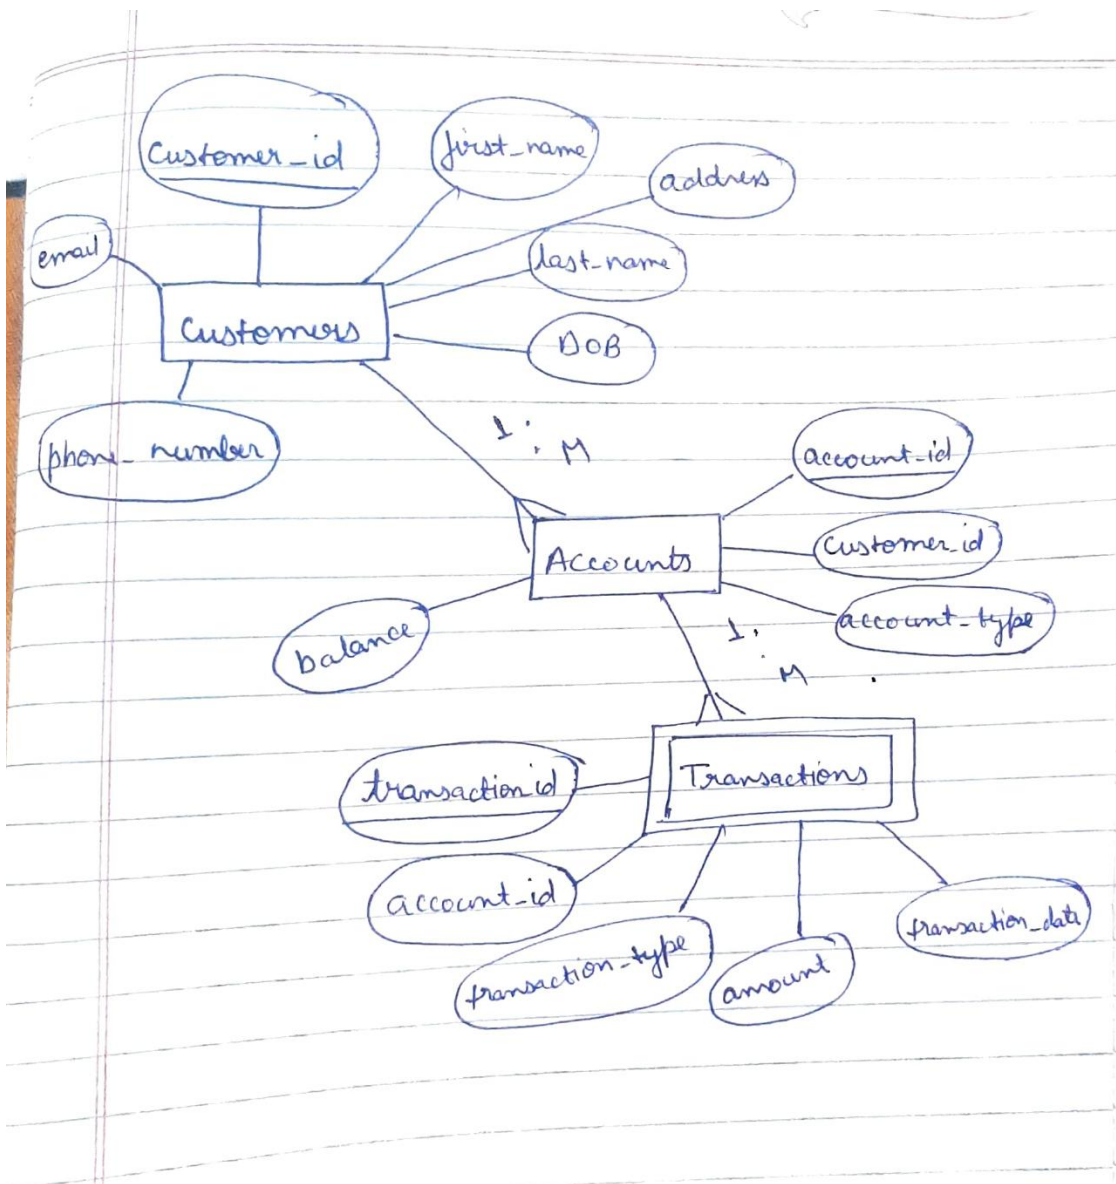 customer_id
first_name
address
email
last_name
Customers
DOB
phone_number
1:M
account_id
Accounts
customer_id
account_type
balance
1:M
transaction_id
Transactions
account_id
transaction_type
amount
transaction_date